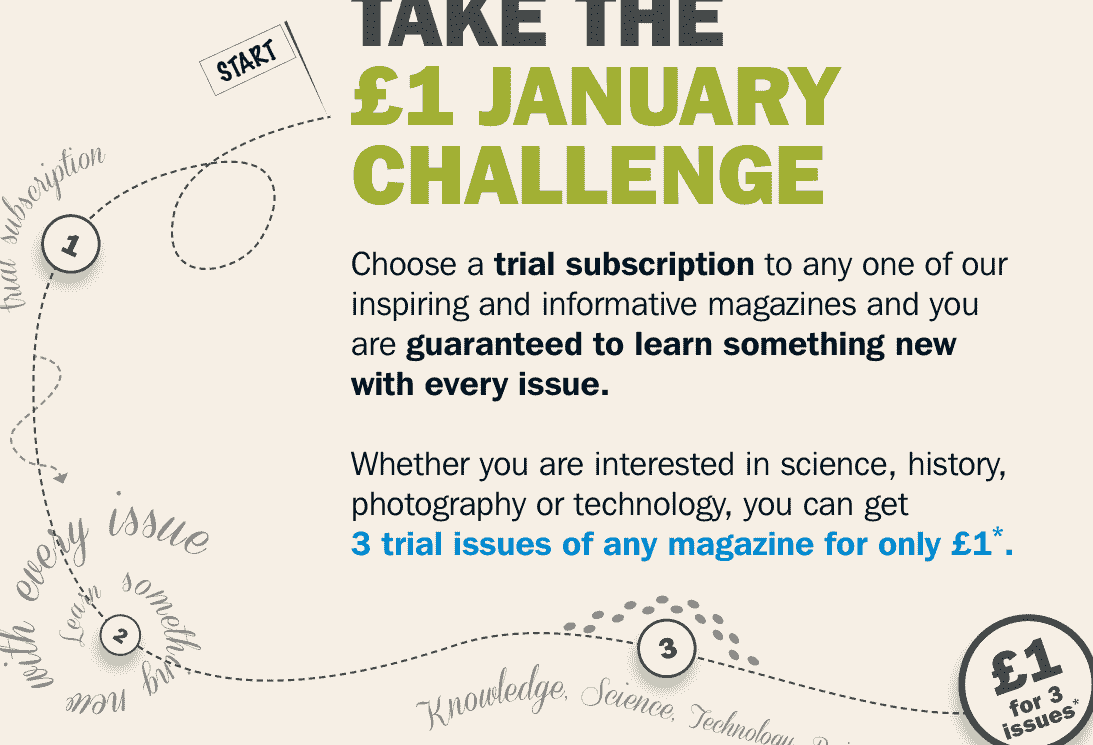 TAKE THE
£1 JANUARY
CHALLENGE
START
trial subscription
1
Choose a trial subscription to any one of our
inspiring and informative magazines and you
are guaranteed to learn something new
with every issue.
Whether you are interested in science, history,
photography or technology, you can get
3 trial issues of any magazine for only £1*.
2
Learn something new
with every issue
3
Knowledge, Science, Technology
£1
for 3
issues*